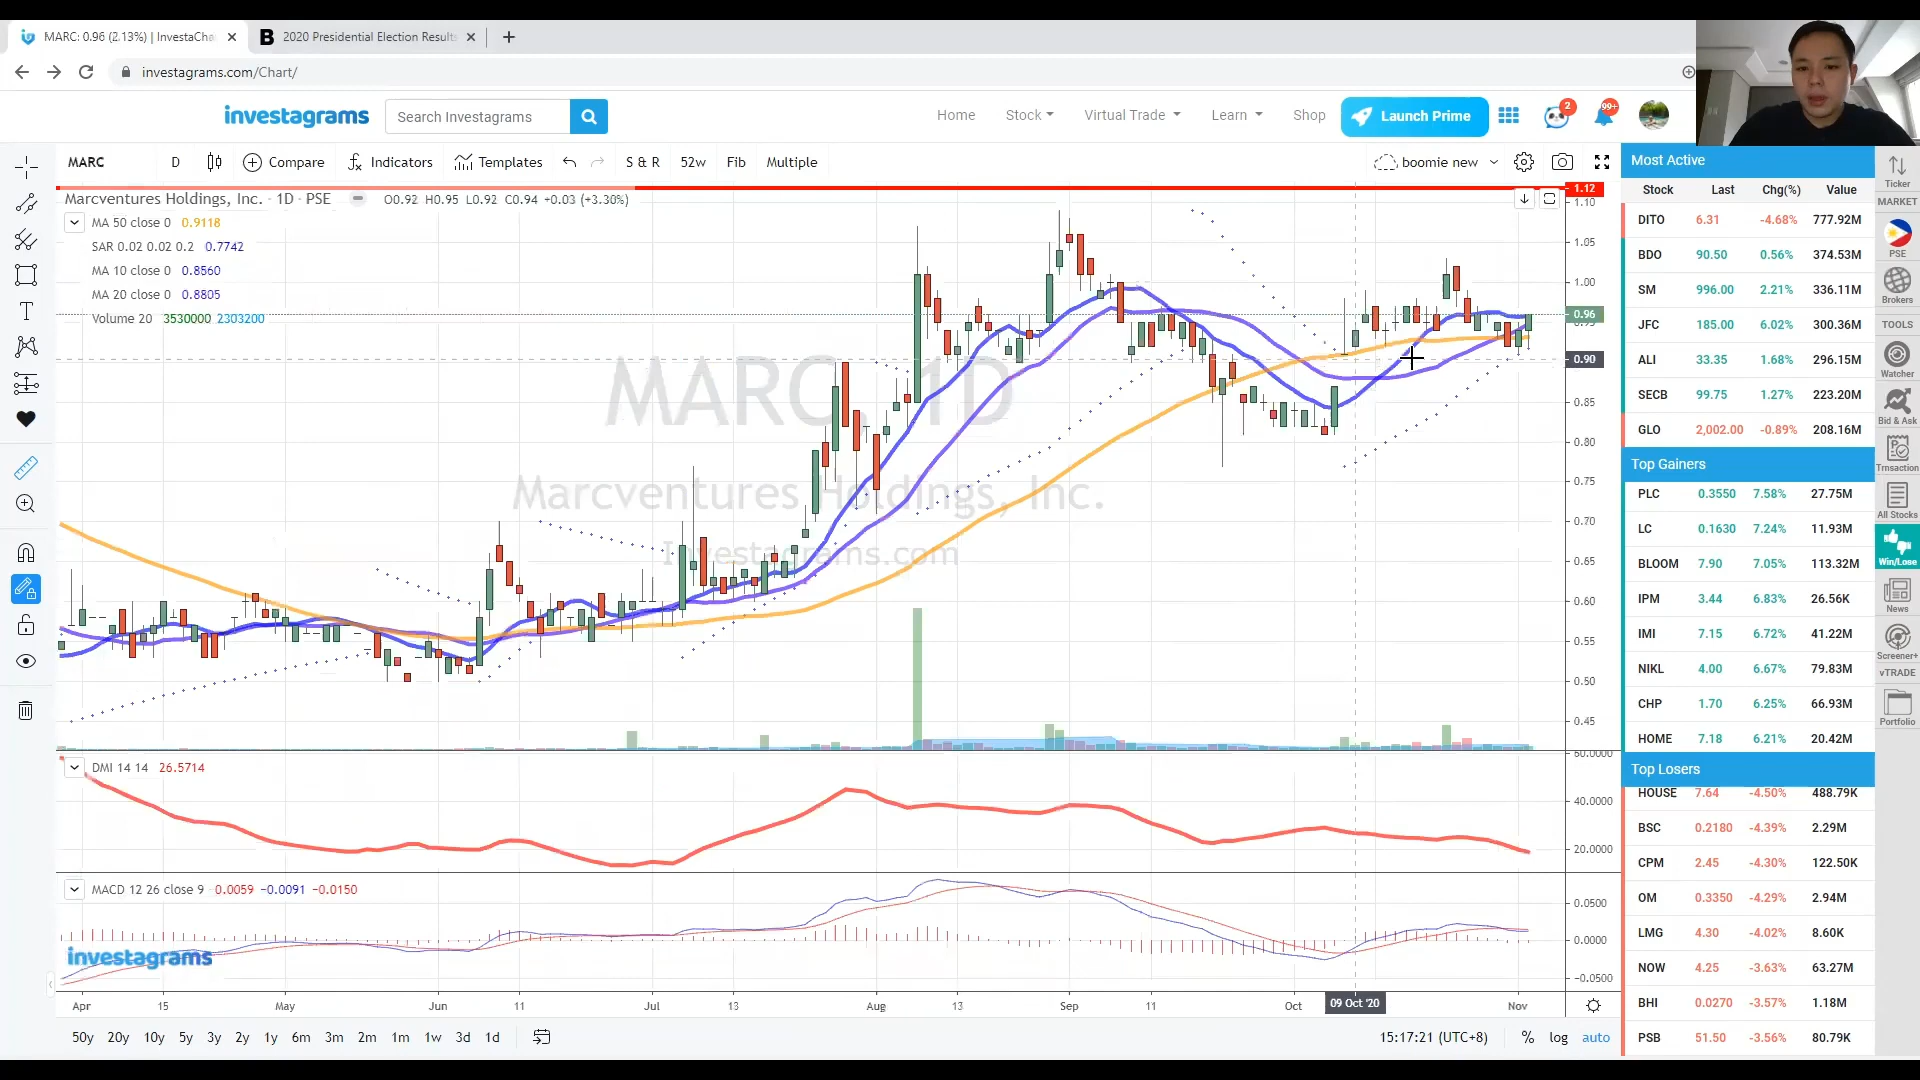 MARC: 0.96 (2.13%) | InvestaCha
2020 Presidential Election Results
investagrams.com/Chart/
investagrams
Search Investagrams
Home
Stock
Virtual Trade
Learn
Shop
Launch Prime
2
99+
MARC
D
Compare
Indicators
Templates
S & R
52w
Fib
Multiple
boomie new
Marcventures Holdings, Inc. · 1D · PSE
O0.92 H0.95 L0.92 C0.94 +0.03 (+3.30%)
MA 50 close 0 0.9118
SAR 0.02 0.02 0.2 0.7742
MA 10 close 0 0.8560
MA 20 close 0 0.8805
Volume 20 3530000 2303200
MARC, 1D
Marcventures Holdings, Inc.
Investagrams.com
1.12
1.10
1.05
1.00
0.96
0.90
0.85
0.80
0.75
0.70
0.65
0.60
0.55
0.50
0.45
DMI 14 14 26.5714
60.0000
40.0000
20.0000
MACD 12 26 close 9 0.0059 −0.0091 −0.0150
0.0500
0.0000
−0.0500
investagrams
Apr
15
May
Jun
11
Jul
13
Aug
13
Sep
11
Oct
09 Oct '20
Nov
50y
20y
10y
5y
3y
2y
1y
6m
3m
2m
1m
1w
3d
1d
15:17:21 (UTC+8)
%
log
auto
Most Active
Stock Last Chg(%) Value
DITO 6.31 -4.68% 777.92M
BDO 90.50 0.56% 374.53M
SM 996.00 2.21% 336.11M
JFC 185.00 6.02% 300.36M
ALI 33.35 1.68% 296.15M
SECB 99.75 1.27% 223.20M
GLO 2,002.00 -0.89% 208.16M
Top Gainers
PLC 0.3550 7.58% 27.75M
LC 0.1630 7.24% 11.93M
BLOOM 7.90 7.05% 113.32M
IPM 3.44 6.83% 26.56K
IMI 7.15 6.72% 41.22M
NIKL 4.00 6.67% 79.83M
CHP 1.70 6.25% 66.93M
HOME 7.18 6.21% 20.42M
Top Losers
HOUSE 7.64 -4.50% 488.79K
BSC 0.2180 -4.39% 2.29M
CPM 2.45 -4.30% 122.50K
OM 0.3350 -4.29% 2.94M
LMG 4.30 -4.02% 8.60K
NOW 4.25 -3.63% 63.27M
BHI 0.0270 -3.57% 1.18M
PSB 51.50 -3.56% 80.79K
Ticker
MARKET
PSE
Brokers
TOOLS
Watcher
Bid & Ask
Trnsaction
All Stocks
Win/Lose
News
Screener+
vTRADE
Portfolio